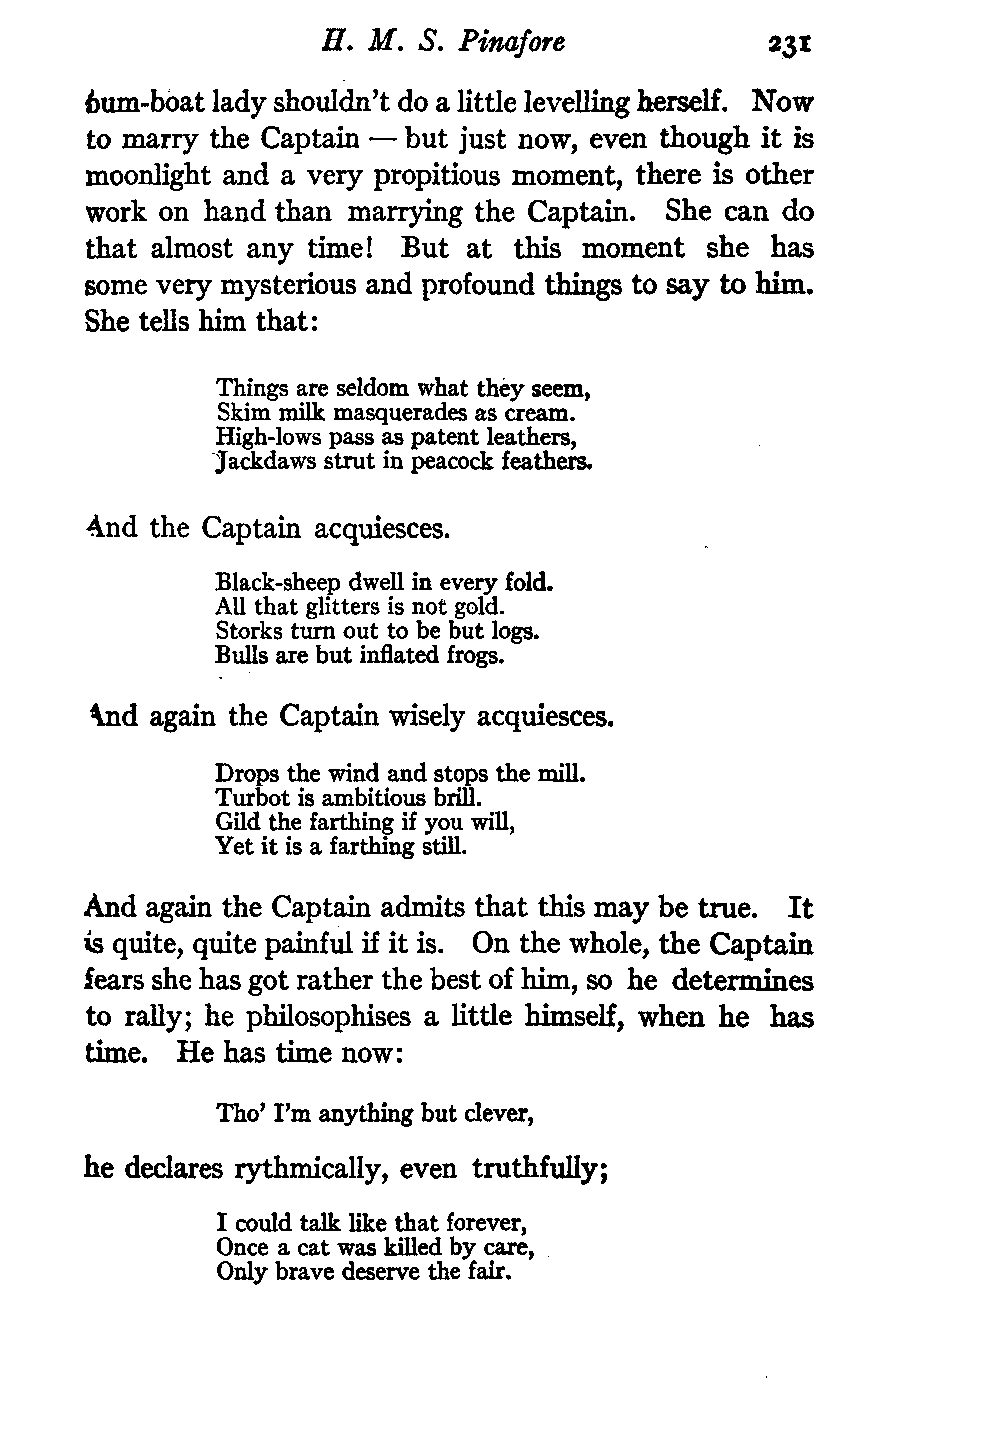 H. M. S. Pinafore 231
bum-boat lady shouldn't do a little levelling herself. Now
to marry the Captain — but just now, even though it is
moonlight and a very propitious moment, there is other
work on hand than marrying the Captain. She can do
that almost any time! But at this moment she has
some very mysterious and profound things to say to him.
She tells him that:
Things are seldom what they seem,
Skim milk masquerades as cream.
High-lows pass as patent leathers,
Jackdaws strut in peacock feathers.
And the Captain acquiesces.
Black-sheep dwell in every fold.
All that glitters is not gold.
Storks turn out to be but logs.
Bulls are but inflated frogs.
And again the Captain wisely acquiesces.
Drops the wind and stops the mill.
Turbot is ambitious brill.
Gild the farthing if you will,
Yet it is a farthing still.
And again the Captain admits that this may be true. It
is quite, quite painful if it is. On the whole, the Captain
fears she has got rather the best of him, so he determines
to rally; he philosophises a little himself, when he has
time. He has time now:
Tho' I'm anything but clever,
he declares rythmically, even truthfully;
I could talk like that forever,
Once a cat was killed by care,
Only brave deserve the fair.